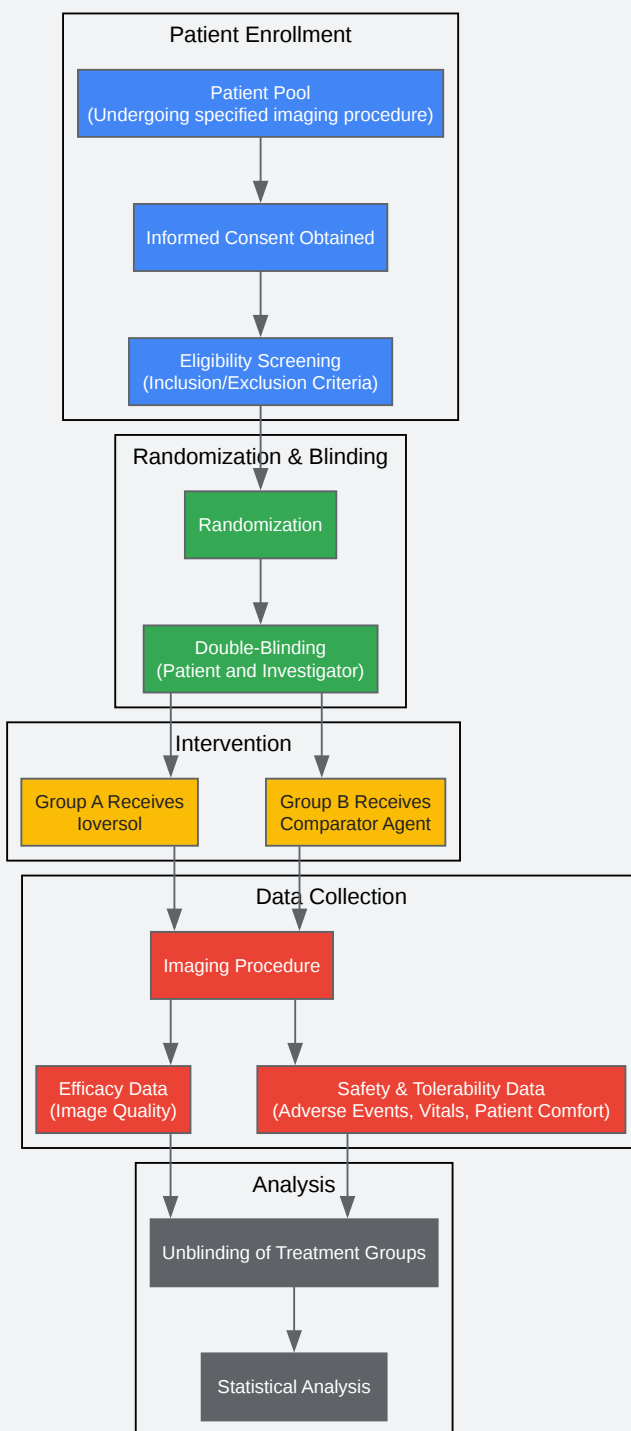 Patient Enrollment
Patient Pool
(Undergoing specified imaging procedure)
Informed Consent Obtained
Eligibility Screening
(Inclusion/Exclusion Criteria)
Randomization & Blinding
Randomization
Double-Blinding
(Patient and Investigator)
Intervention
Group A Receives
Ioversol
Group B Receives
Comparator Agent
Data Collection
Imaging Procedure
Efficacy Data
(Image Quality)
Safety & Tolerability Data
(Adverse Events, Vitals, Patient Comfort)
Analysis
Unblinding of Treatment Groups
Statistical Analysis